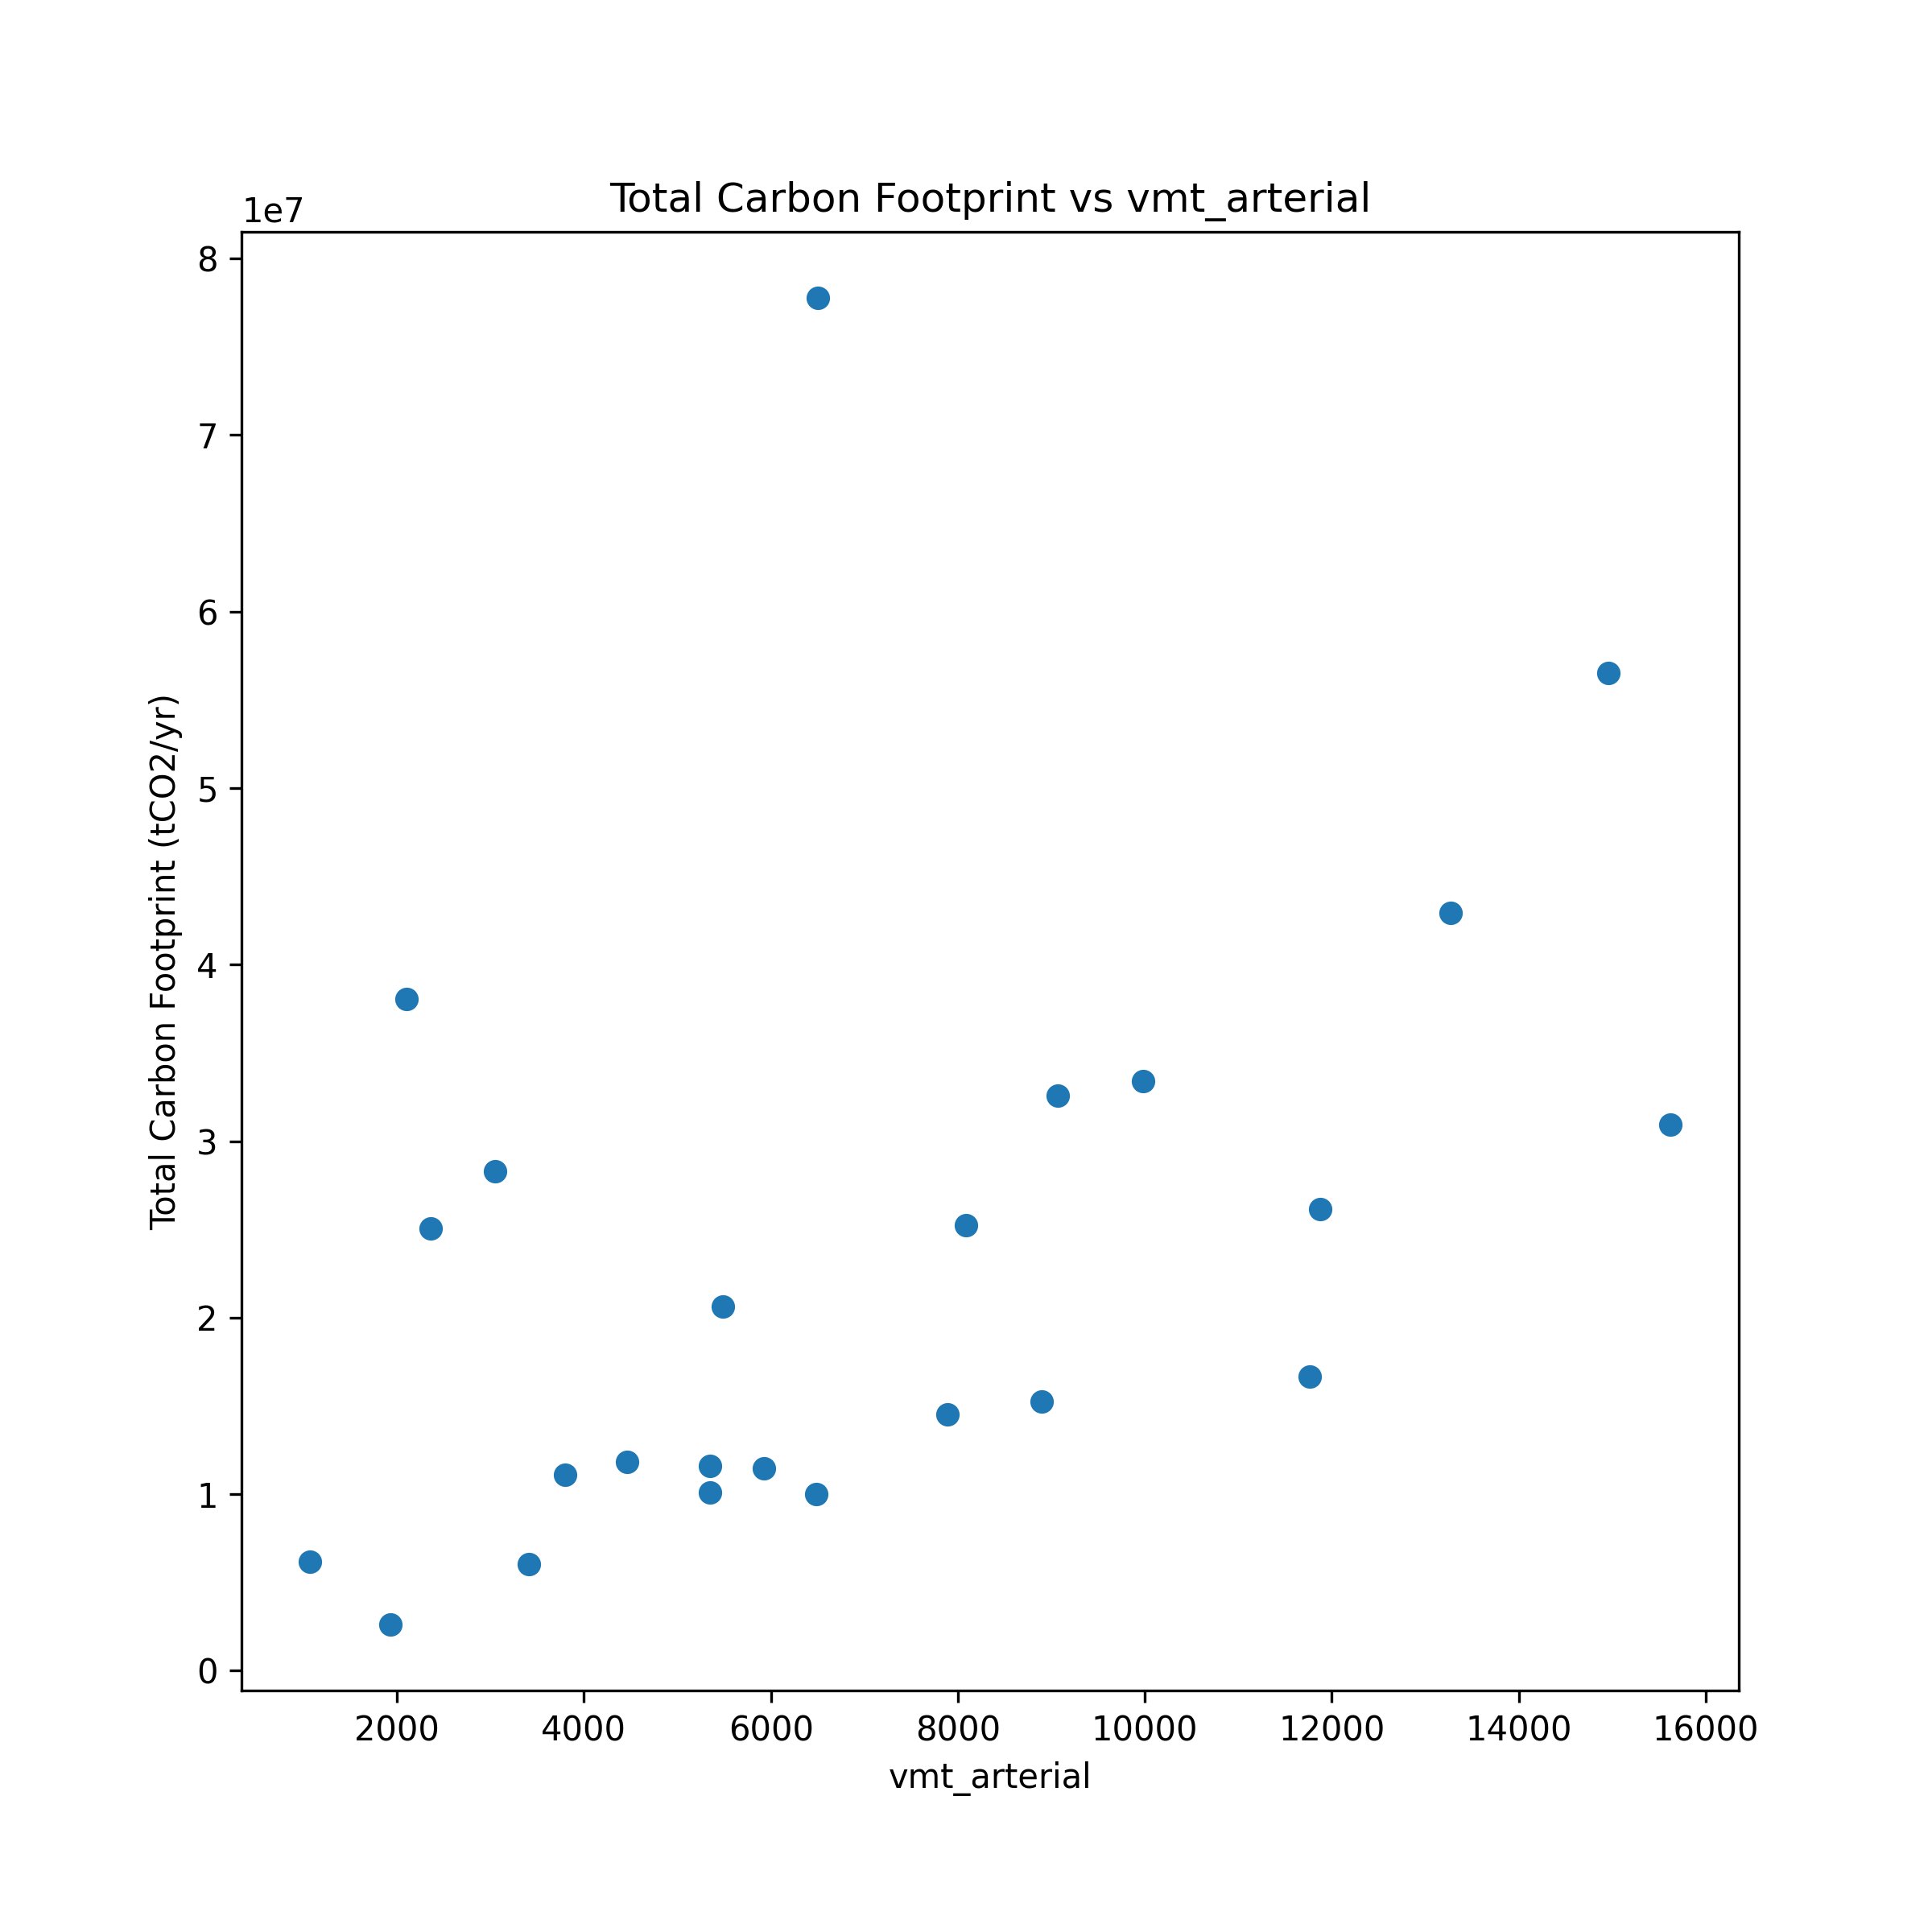 Total Carbon Footprint vs vmt_arterial
1e7
8
7
6
5
4
3
2
1
0
Total Carbon Footprint (tCO2/yr)
2000 4000 6000 8000 10000 12000 14000 16000
vmt_arterial